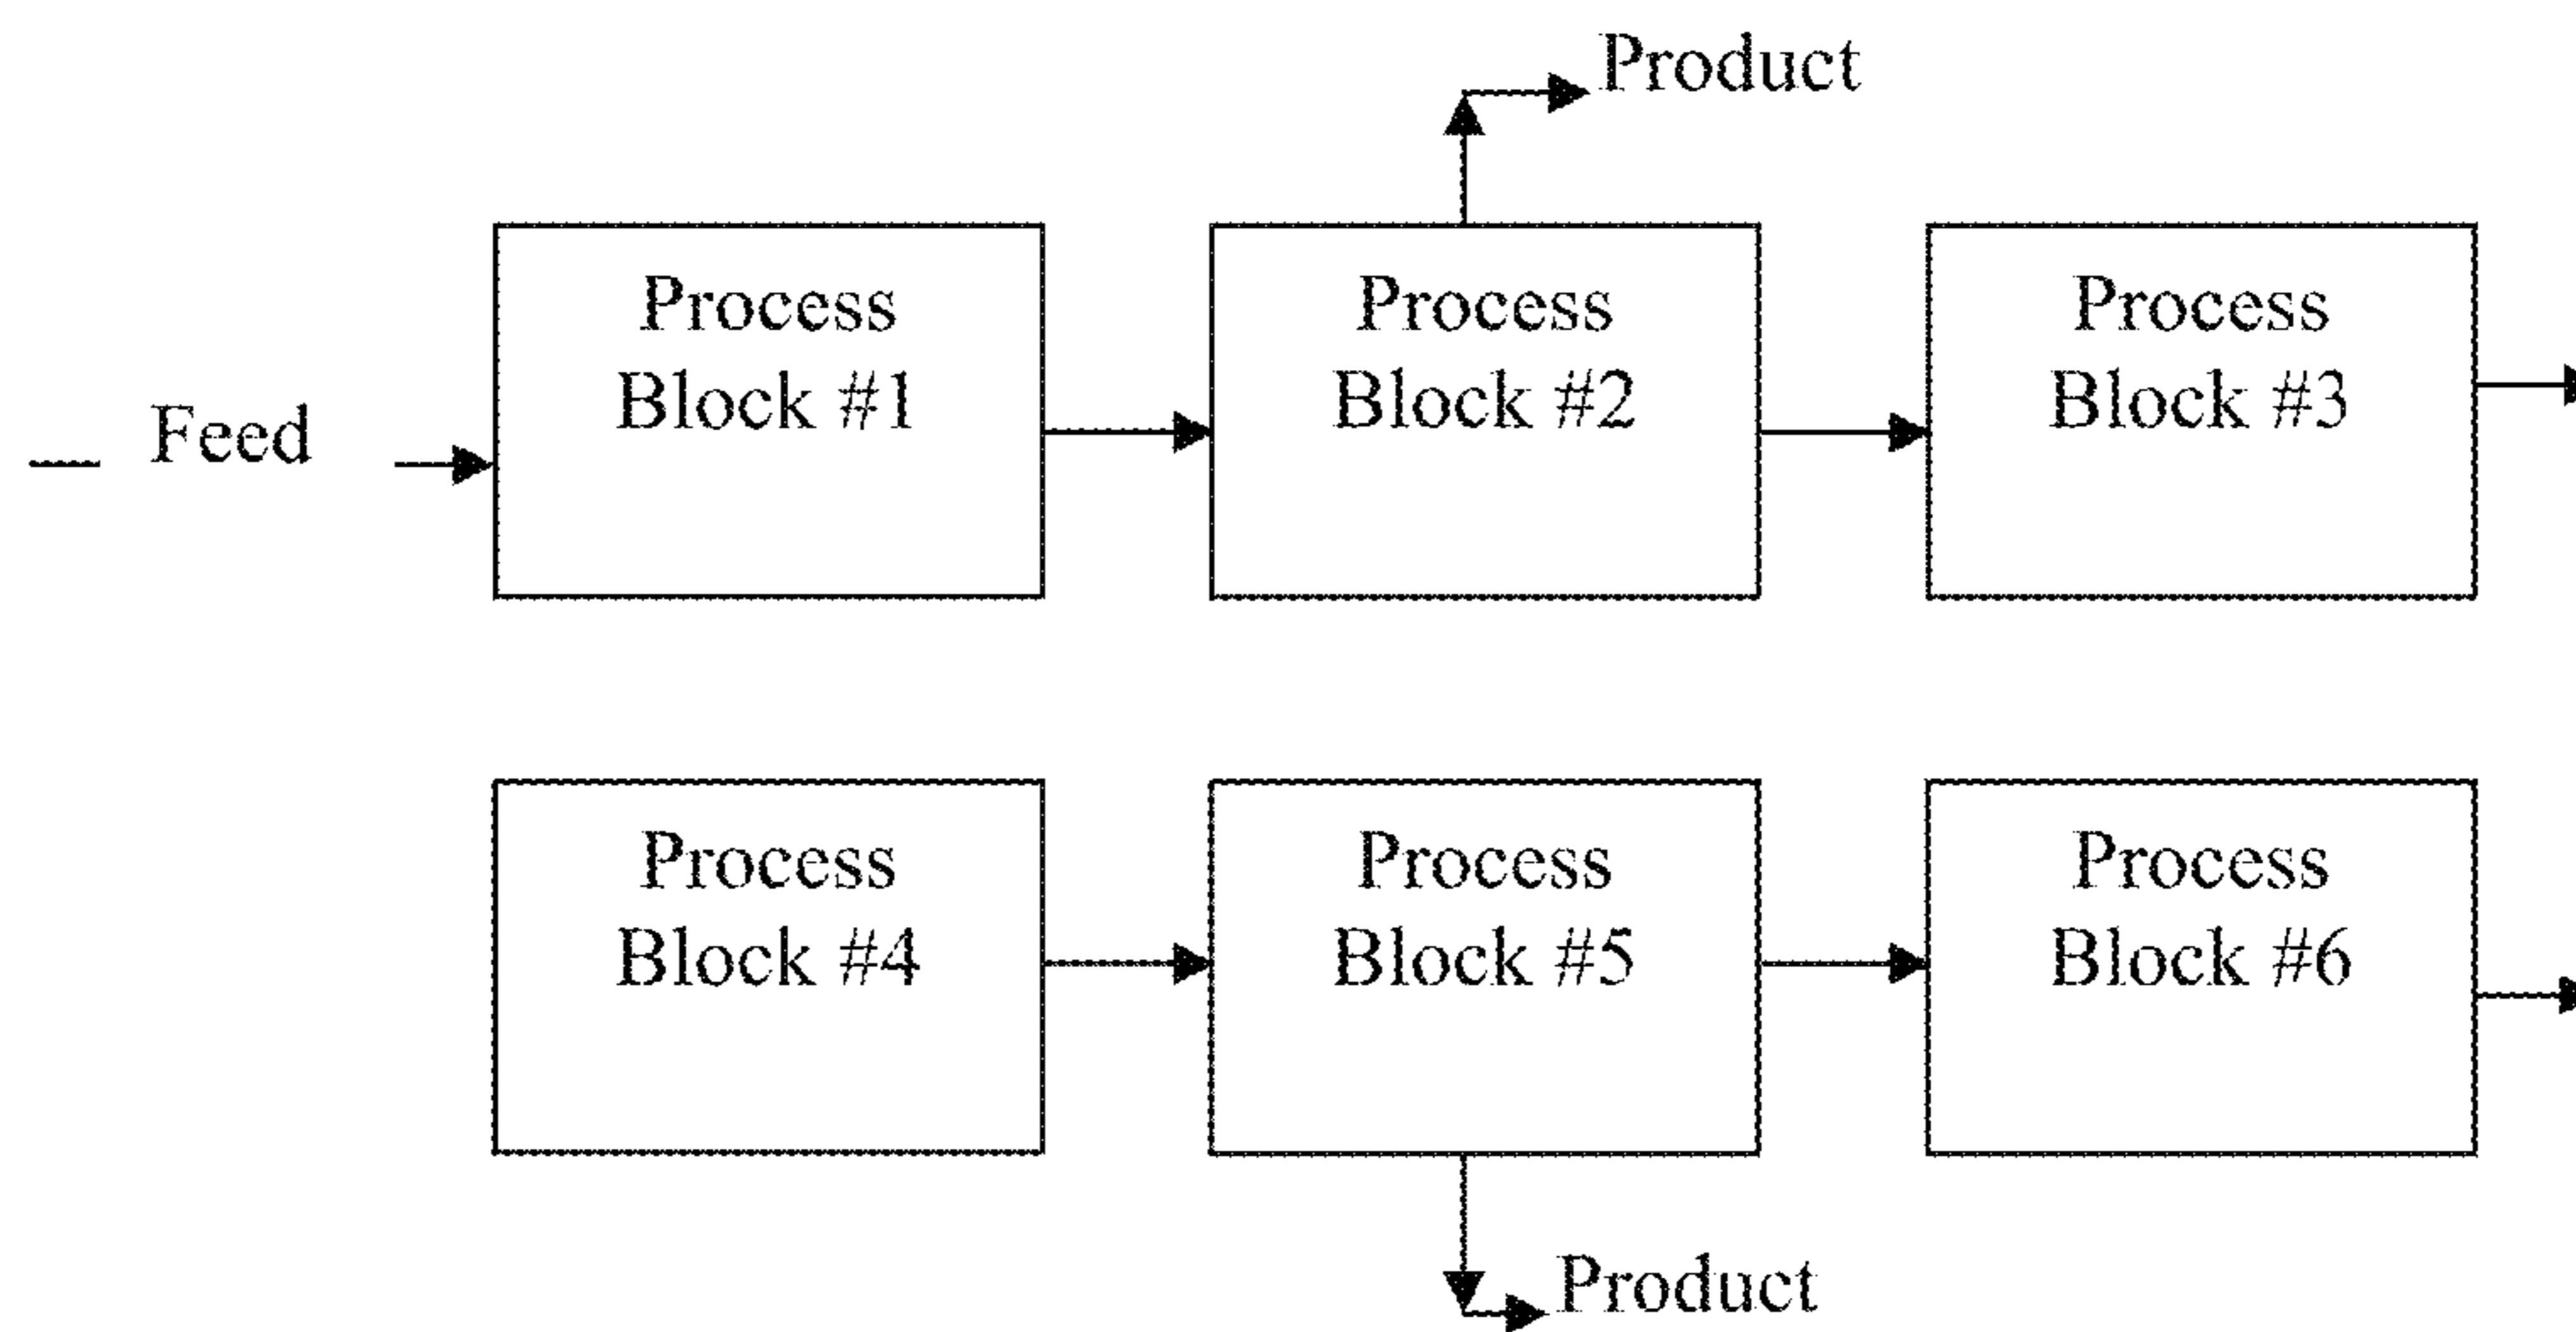 Product
Process
Block #1
Process
Block #2
Process
Block #3
Feed
Process
Block #4
Process
Block #5
Process
Block #6
Product